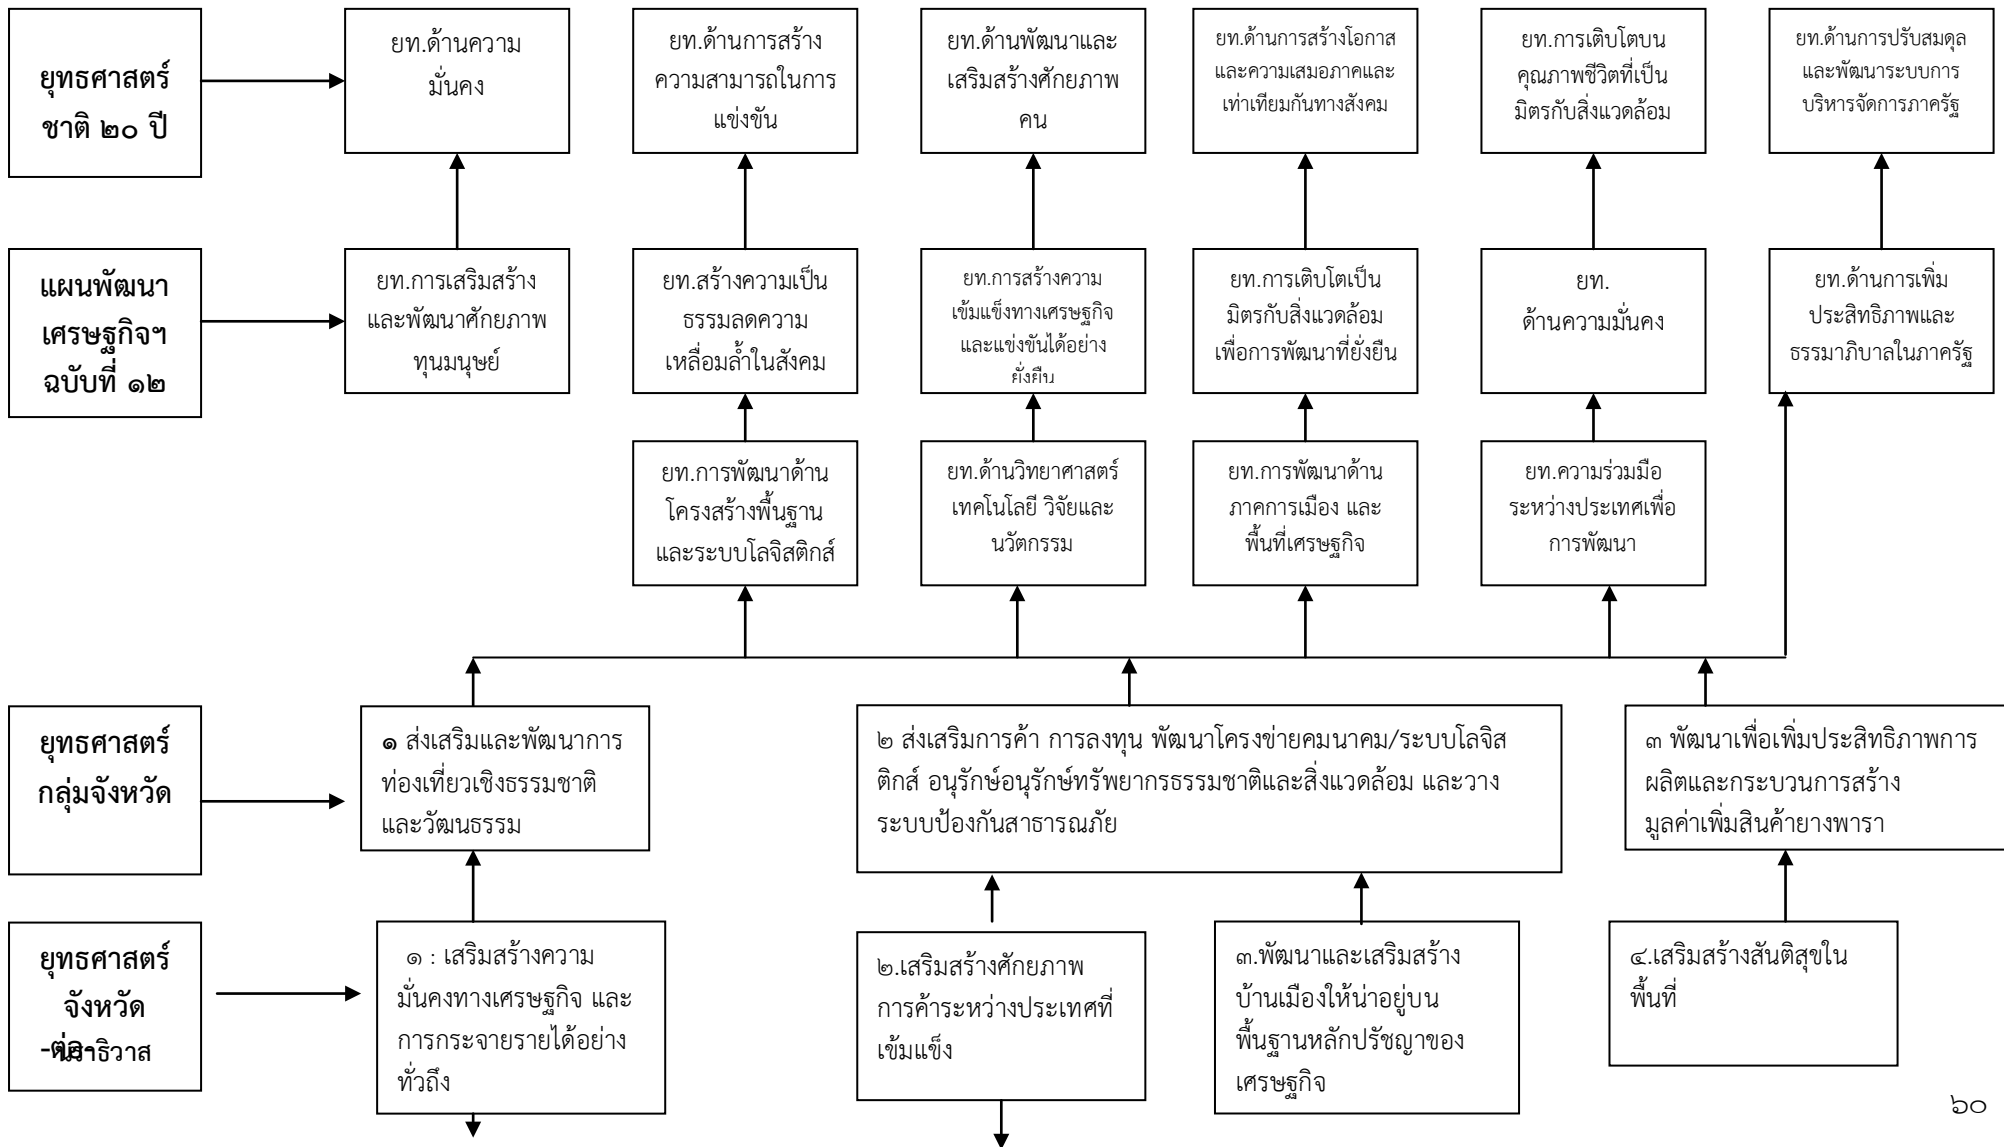 ยุทธศาสตร์
ชาติ ๒๐ ปี
ยท.ด้านความ
มั่นคง
ยท.ด้านการสร้าง
ความสามารถในการ
แข่งขัน
ยท.ด้านพัฒนาและ
เสริมสร้างศักยภาพ
คน
ยท.ด้านการสร้างโอกาส
และความเสมอภาคและ
เท่าเทียมกันทางสังคม
ยท.การเติบโตบน
คุณภาพชีวิตที่เป็น
มิตรกับสิ่งแวดล้อม
ยท.ด้านการปรับสมดุล
และพัฒนาระบบการ
บริหารจัดการภาครัฐ
แผนพัฒนา
เศรษฐกิจฯ
ฉบับที่ ๑๒
ยท.การเสริมสร้าง
และพัฒนาศักยภาพ
ทุนมนุษย์
ยท.สร้างความเป็น
ธรรมลดความ
เหลื่อมล้ำในสังคม
ยท.การสร้างความ
เข้มแข็งทางเศรษฐกิจ
และแข่งขันได้อย่าง
ยั่งยืน
ยท.การเติบโตเป็น
มิตรกับสิ่งแวดล้อม
เพื่อการพัฒนาที่ยั่งยืน
ยท.
ด้านความมั่นคง
ยท.ด้านการเพิ่ม
ประสิทธิภาพและ
ธรรมาภิบาลในภาครัฐ
ยท.การพัฒนาด้าน
โครงสร้างพื้นฐาน
และระบบโลจิสติกส์
ยท.ด้านวิทยาศาสตร์
เทคโนโลยี วิจัยและ
นวัตกรรม
ยท.การพัฒนาด้าน
ภาคการเมือง และ
พื้นที่เศรษฐกิจ
ยท.ความร่วมมือ
ระหว่างประเทศเพื่อ
การพัฒนา
ยุทธศาสตร์
กลุ่มจังหวัด
๑ ส่งเสริมและพัฒนาการ
ท่องเที่ยวเชิงธรรมชาติ
และวัฒนธรรม
๒ ส่งเสริมการค้า การลงทุน พัฒนาโครงข่ายคมนาคม/ระบบโลจิส
ติกส์ อนุรักษ์อนุรักษ์ทรัพยากรธรรมชาติและสิ่งแวดล้อม และวาง
ระบบป้องกันสาธารณภัย
๓ พัฒนาเพื่อเพิ่มประสิทธิภาพการ
ผลิตและกระบวนการสร้าง
มูลค่าเพิ่มสินค้ายางพารา
ยุทธศาสตร์
จังหวัด
นราธิวาส
-ต่อ-
๑ : เสริมสร้างความ
มั่นคงทางเศรษฐกิจ และ
การกระจายรายได้อย่าง
ทั่วถึง
๒.เสริมสร้างศักยภาพ
การค้าระหว่างประเทศที่
เข้มแข็ง
๓.พัฒนาและเสริมสร้าง
บ้านเมืองให้น่าอยู่บน
พื้นฐานหลักปรัชญาของ
เศรษฐกิจ
๔.เสริมสร้างสันติสุขใน
พื้นที่
๖๐